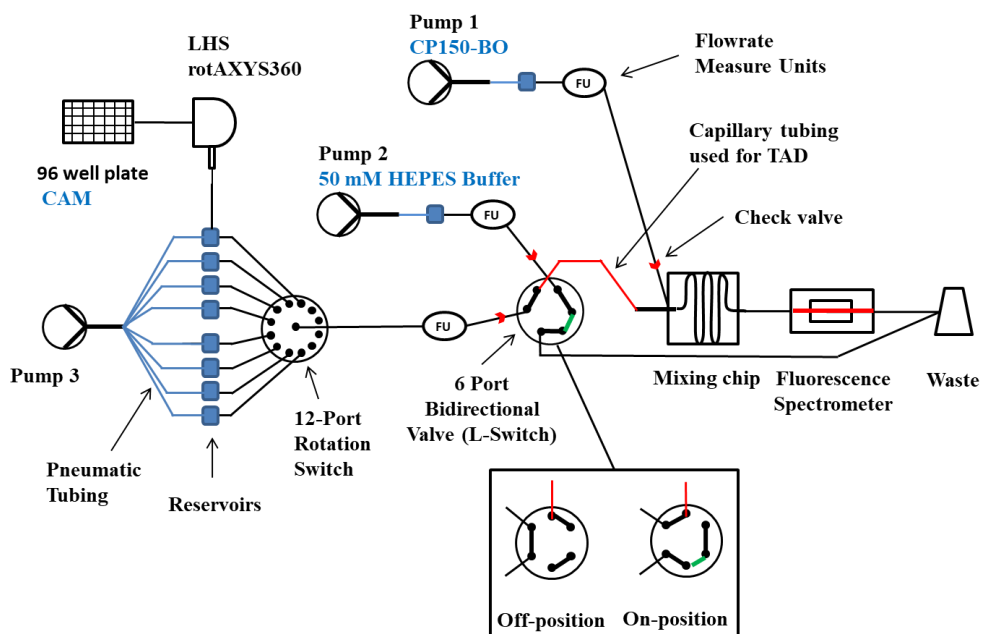 LHS
rotAXYS360
96 well plate
CAM
Pump 1
CP150-BO
FU
Flowrate
Measure Units
Pump 2
50 mM HEPES Buffer
FU
Capillary tubing
used for TAD
Check valve
Pump 3
FU
12-Port
Rotation
Switch
6 Port
Bidirectional
Valve (L-Switch)
Mixing chip
Fluorescence
Spectrometer
Waste
Pneumatic
Tubing
Reservoirs
Off-position
On-position